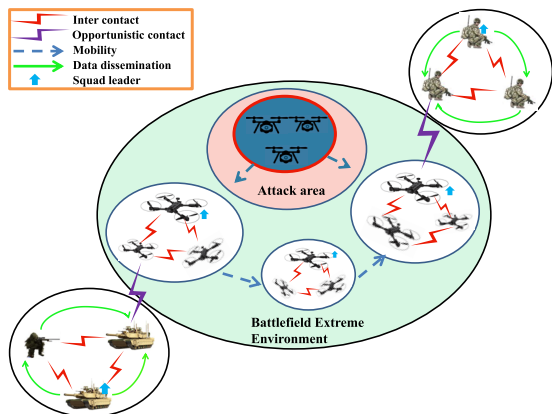 Inter contact
Opportunistic contact
Mobility
Data dissemination
Squad leader
Attack area
Battlefield Extreme
Environment